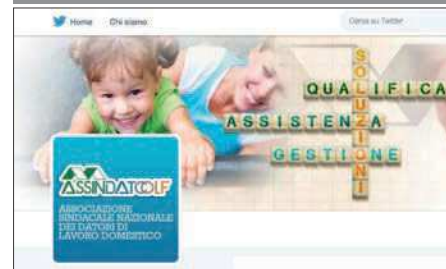 Home Chi siamo Cerca su Twitter
SOLUZIONI
QUALIFICA
ASSISTENZA
GESTIONE
ASSINDATCOLF
ASSOCIAZIONE
SINDACALE NAZIONALE
DEI DATORI DI
LAVORO DOMESTICO